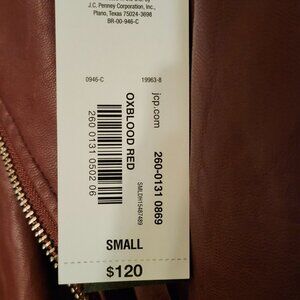 J.C. Penney Corporation, Inc.,
Plano, Texas 75024-3698
BR-00-946-C
0946-C
19963-8
jcp.com
OXBLOOD RED
260 0131 0502 06
260-0131 0869
SMLDH15487489
SMALL
$120